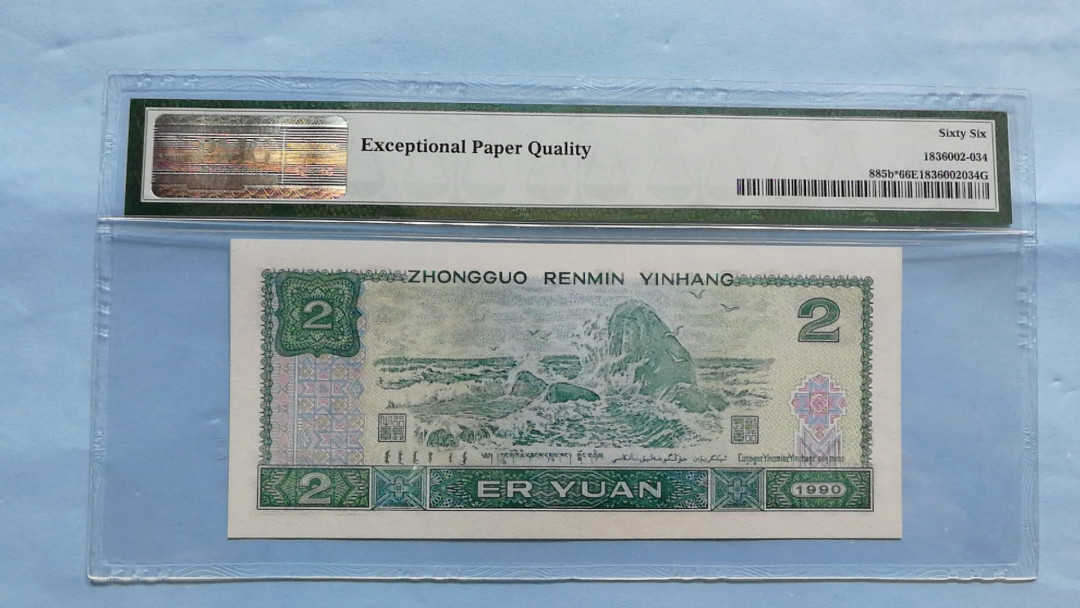 Exceptional Paper Quality
Sixty Six
1836002-034
885b*66E1836002034G
ZHONGGUO RENMIN YINHANG
2
2
2 ER YUAN 1990